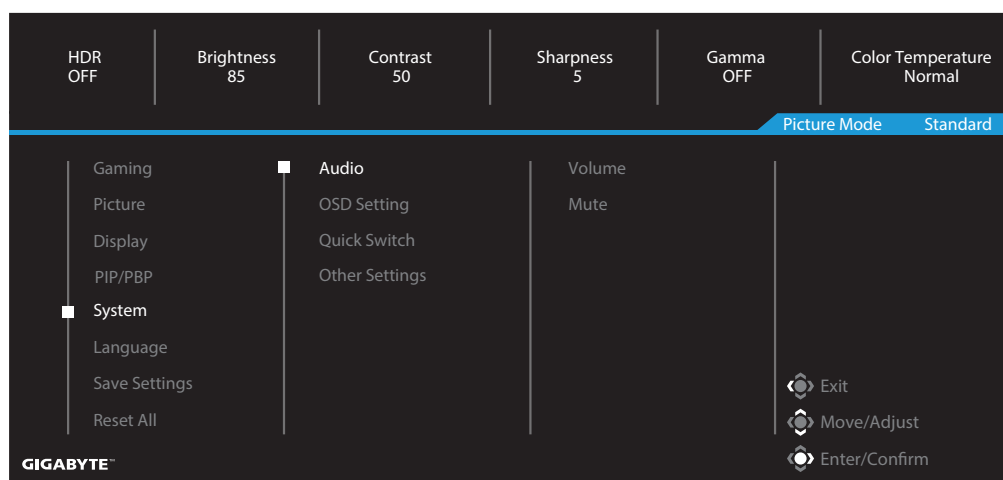 HDR
OFF
Brightness
85
Contrast
50
Sharpness
5
Gamma
OFF
Color Temperature
Normal
Picture Mode Standard
Gaming
Picture
Display
PIP/PBP
System
Language
Save Settings
Reset All
Audio
OSD Setting
Quick Switch
Other Settings
Volume
Mute
Exit
Move/Adjust
Enter/Confirm
GIGABYTE™